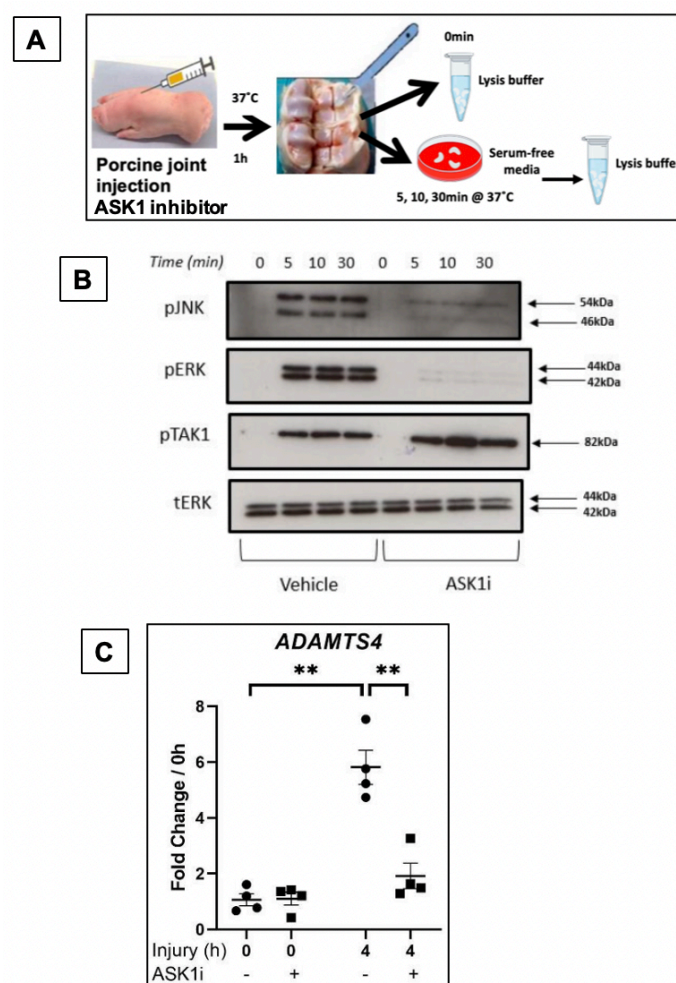 A
0min
Lysis buffer
37˚C
1h
Porcine joint
injection
ASK1 inhibitor
Serum-free
media
5, 10, 30min @ 37˚C
Lysis buffer
B
Time (min) 0 5 10 30 0 5 10 30
pJNK
54kDa
46kDa
pERK
44kDa
42kDa
pTAK1
82kDa
tERK
44kDa
42kDa
Vehicle ASK1i
C
ADAMTS4
** **
Fold Change / 0h
8
6
4
2
0
Injury (h) 0 0 4 4
ASK1i - + - +